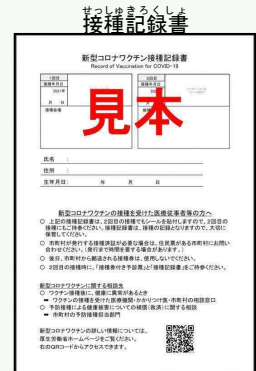 せっしゅきろくしょ
接種記録書
新型コロナワクチン接種記録書
Record of Vaccination for COVID-19
1回目
2回目
接種年月日
接種年月日
2021年
月 日
見本
接種会場
氏名 :
住所 :
生年月日: 年 月 日
新型コロナワクチンの接種を受けた医療従事者等の方へ
○ 上記の接種記録は、2回目の接種でもシールを貼付しますので、2回目の
接種にもご持参ください。接種記録書は、接種の記録となりますので、大切に
保管してください。
○ 市町村が発行する接種済証が必要な場合は、住民票がある市町村にお問い
合わせください。（発行まで時間を要する場合があります。）
○ 後日、市町村から郵送される接種券は、使用しないでください。
○ 2回目の接種時に、「接種券付き予診票」と「接種記録書」をご持参ください。
新型コロナワクチンに関する相談先
○ ワクチン接種後に、健康に異常があるとき
➡ ワクチンの接種を受けた医療機関・かかりつけ医・市町村の相談窓口
○ 予防接種による健康被害についての補償(救済)に関する相談
➡ 市町村の予防接種担当部門
新型コロナワクチンの詳しい情報については、
厚生労働省ホームページをご覧ください。
右のQRコードからアクセスできます。